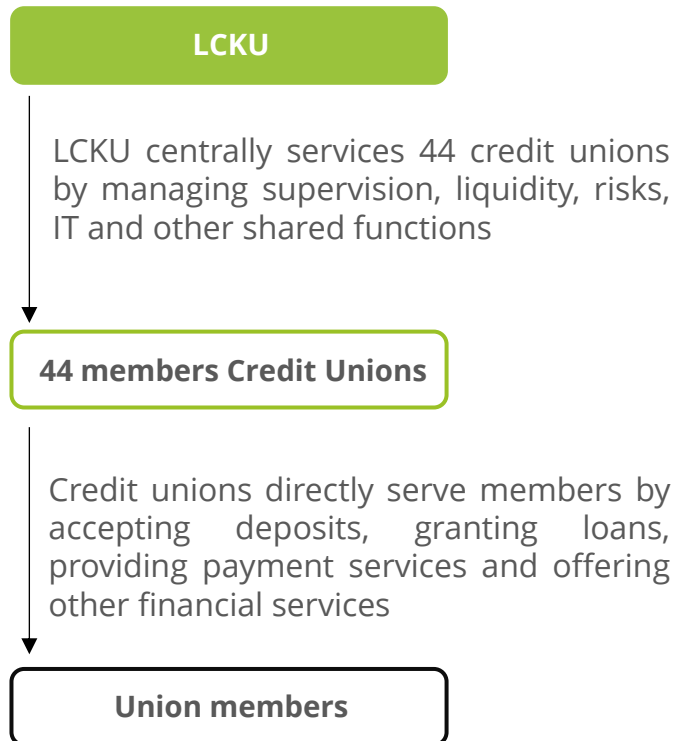 LCKU
LCKU centrally services 44 credit unions
by managing supervision, liquidity, risks,
IT and other shared functions
44 members Credit Unions
Credit unions directly serve members by
accepting deposits, granting loans,
providing payment services and offering
other financial services
Union members